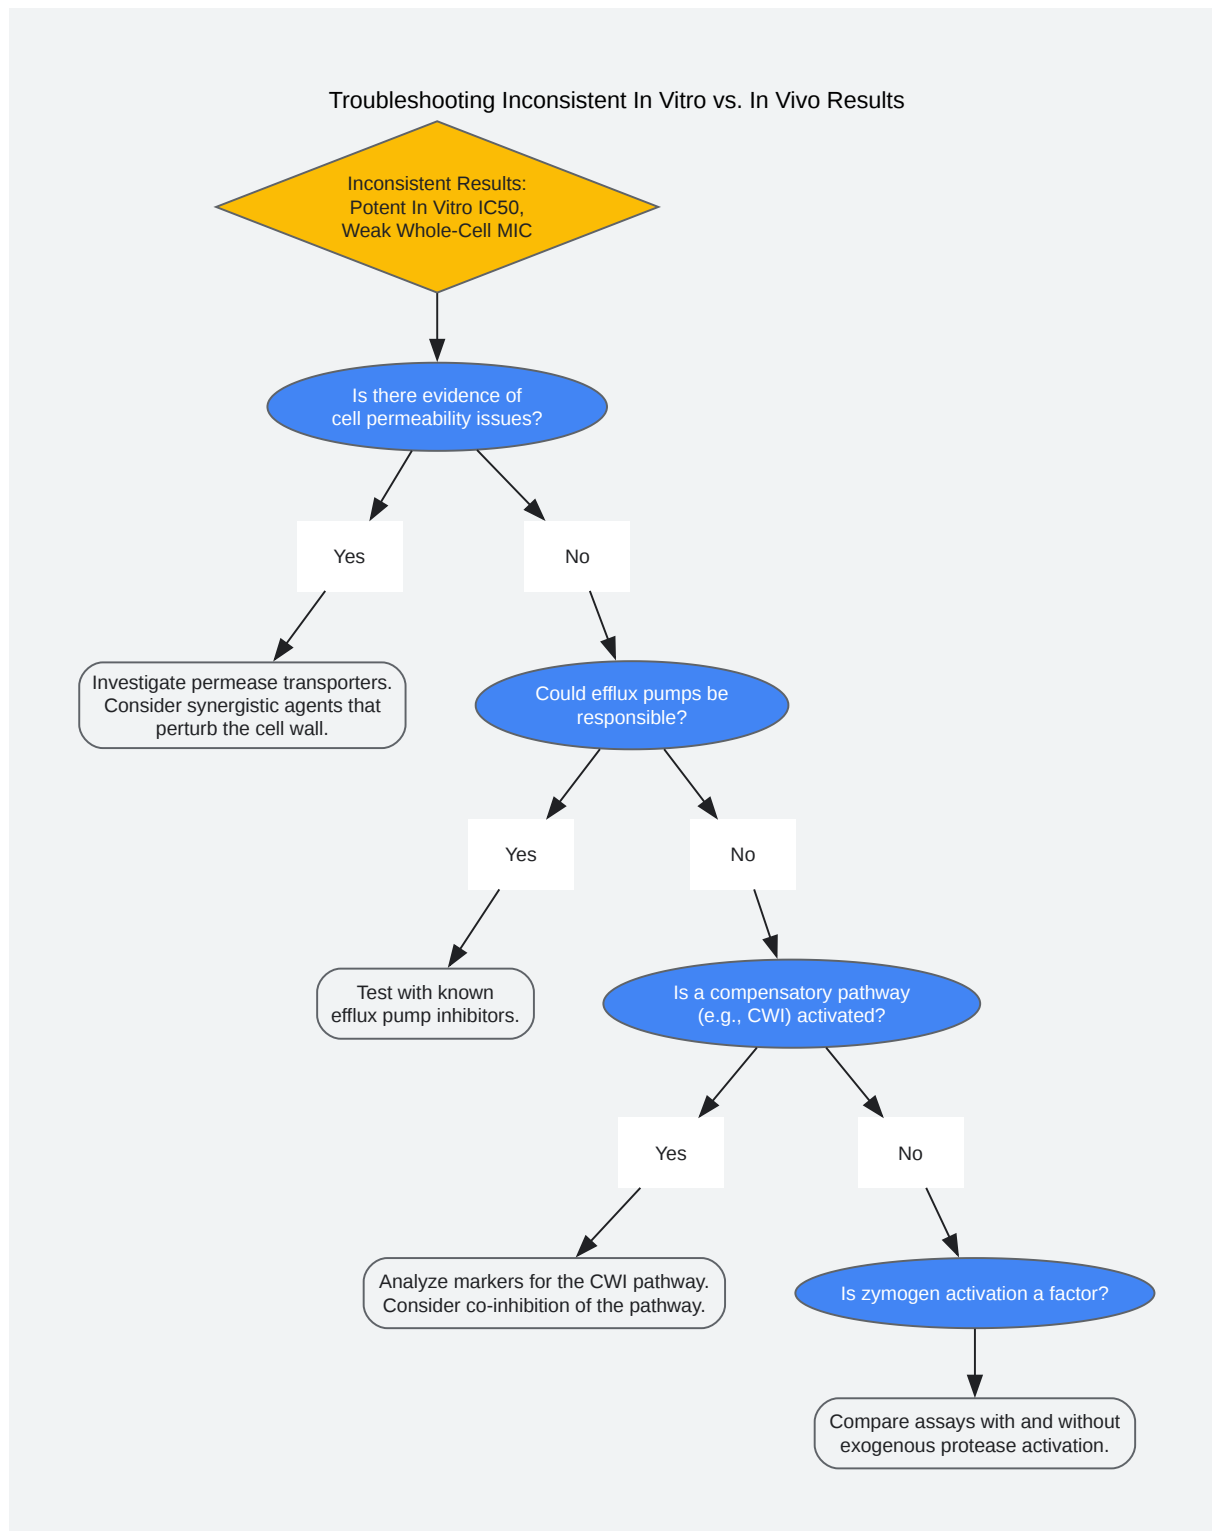 Troubleshooting Inconsistent In Vitro vs. In Vivo Results
Inconsistent Results:
Potent In Vitro IC50,
Weak Whole-Cell MIC
Is there evidence of
cell permeability issues?
Yes
No
Investigate permease transporters.
Consider synergistic agents that
perturb the cell wall.
Could efflux pumps be
responsible?
Yes
No
Test with known
efflux pump inhibitors.
Is a compensatory pathway
(e.g., CWI) activated?
Yes
No
Analyze markers for the CWI pathway.
Consider co-inhibition of the pathway.
Is zymogen activation a factor?
Compare assays with and without
exogenous protease activation.